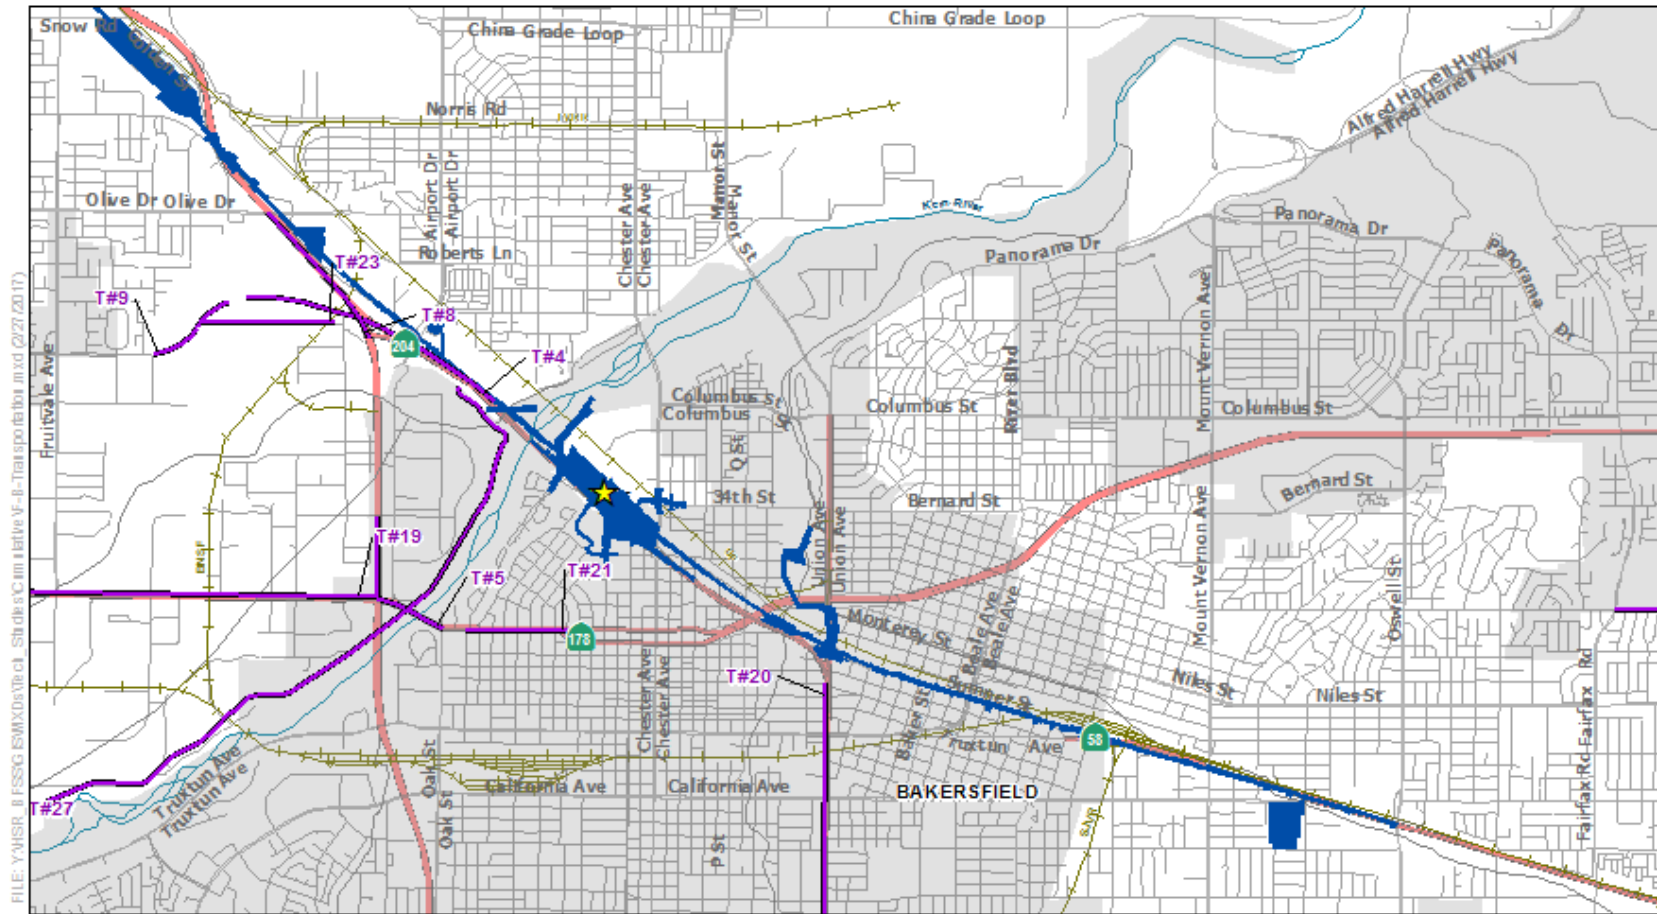 Snow Rd
Golden St
China Grade Loop
China Grade Loop
Norris Rd
Alfred Harrell Hwy
Alfred Harrell Hwy
Airport Dr
Airport Dr
Chester Ave
Chester Ave
Manor St
Manor St
Olive Dr Olive Dr
Kern River
Panorama Dr
Panorama Dr
Panorama Dr
Roberts Ln
T#23
T#9
T#8
204
T#4
Fruitvale Ave
Columbus St
Columbus
St
Columbus St
River Blvd
Mount Vernon Ave
Columbus St
Q St
34th St
Bernard St
Bernard St
Union Ave
Union Ave
Mount Vernon Ave
T#19
BNSF
T#5
T#21
178
Monterey St
Beale Ave
Beale Ave
Oswell St
Niles St
Niles St
Chester Ave
Chester Ave
T#20
Baker St
Sumner St
Truxtun Ave
58
Fairfax Rd Fairfax Rd
Truxtun Ave
Truxtun Ave
Oak St
Oak St
California Ave
California Ave
BAKERSFIELD
T#27
P St
SJVR